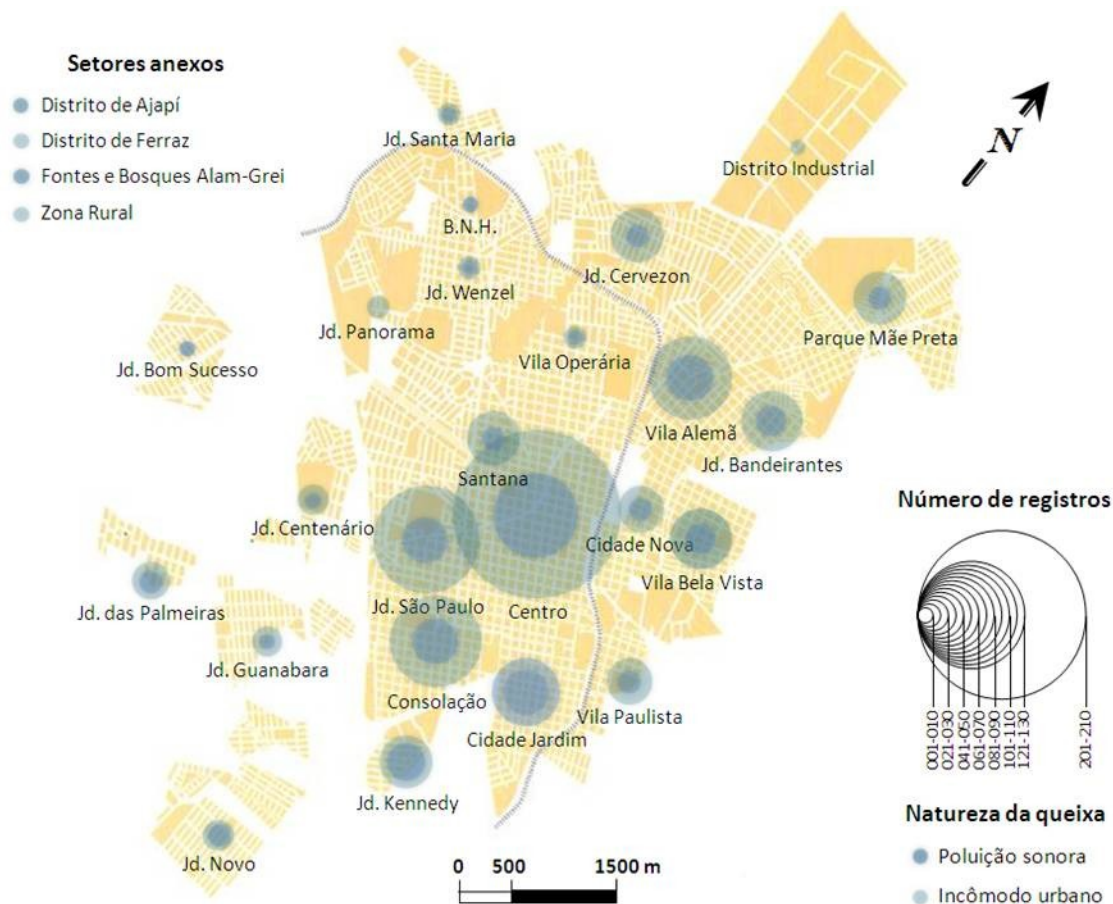 Setores anexos
Distrito de Ajapí
Distrito de Ferraz
Fontes e Bosques Alam-Grei
Zona Rural
Jd. Santa Maria
Distrito Industrial
N
B.N.H.
Jd. Cervezon
Jd. Wenzel
Jd. Panorama
Parque Mãe Preta
Vila Operária
Jd. Bom Sucesso
Vila Alemã
Jd. Bandeirantes
Santana
Número de registros
Jd. Centenário
Cidade Nova
Vila Bela Vista
Jd. das Palmeiras
Jd. São Paulo
Centro
Jd. Guanabara
Consolação
Vila Paulista
Cidade Jardim
001-010
021-030
041-050
061-070
081-090
101-110
121-130
201-210
Jd. Kennedy
Jd. Novo
Natureza da queixa
Poluição sonora
Incômodo urbano
0 500 1500 m